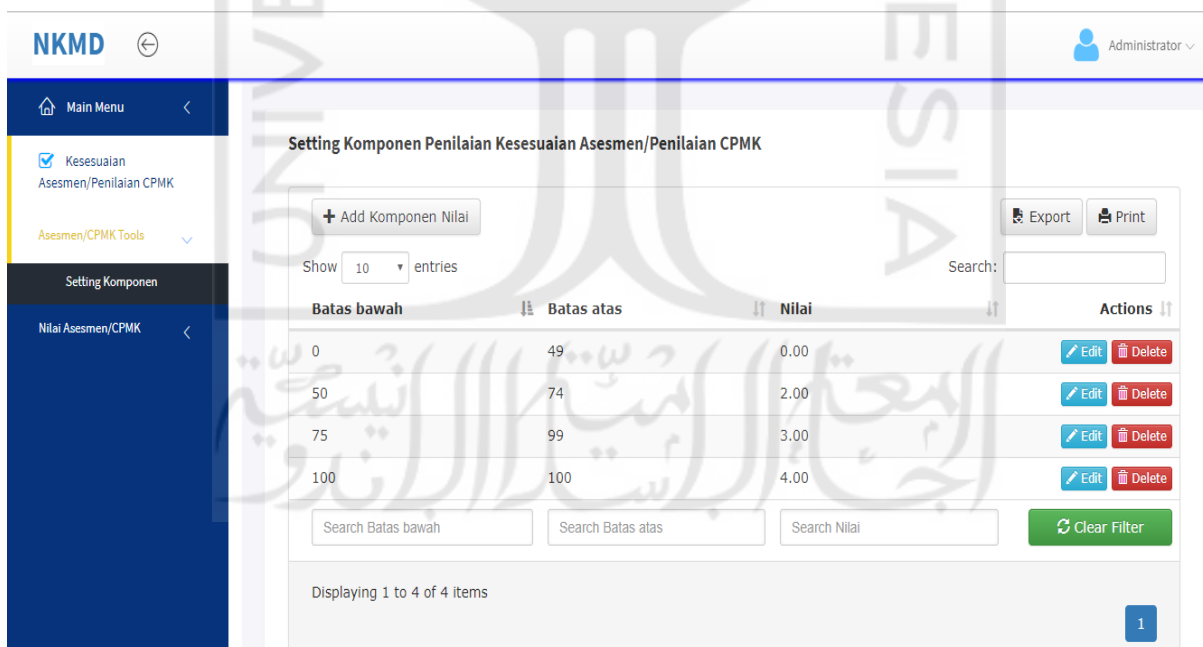 NKMD
Administrator
Main Menu
Kesesuaian
Asesmen/Penilaian CPMK
Asesmen/CPMK Tools
Setting Komponen
Nilai Asesmen/CPMK
Setting Komponen Penilaian Kesesuaian Asesmen/Penilaian CPMK
+ Add Komponen Nilai Export Print
Show 10 entries Search:
Batas bawah Batas atas Nilai Actions
0 49 0.00 Edit Delete
50 74 2.00 Edit Delete
75 99 3.00 Edit Delete
100 100 4.00 Edit Delete
Search Batas bawah Search Batas atas Search Nilai Clear Filter
Displaying 1 to 4 of 4 items
1
ESIA